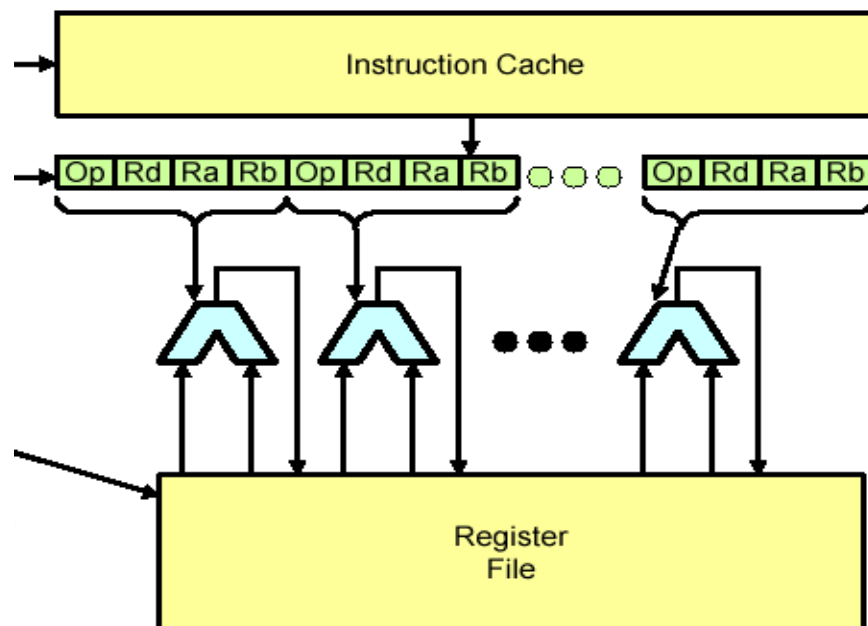 Instruction Cache
Op Rd Ra Rb Op Rd Ra Rb Op Rd Ra Rb
Register
File